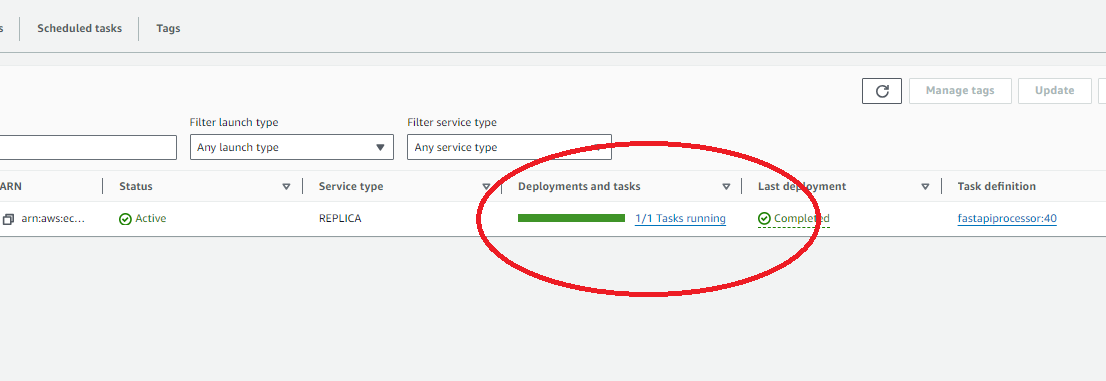 s Scheduled tasks Tags
Manage tags Update
Filter launch type Filter service type
Any launch type Any service type
ARN Status Service type Deployments and tasks Last deployment Task definition
arn:aws:ec... Active REPLICA 1/1 Tasks running Completed fastapiprocessor:40